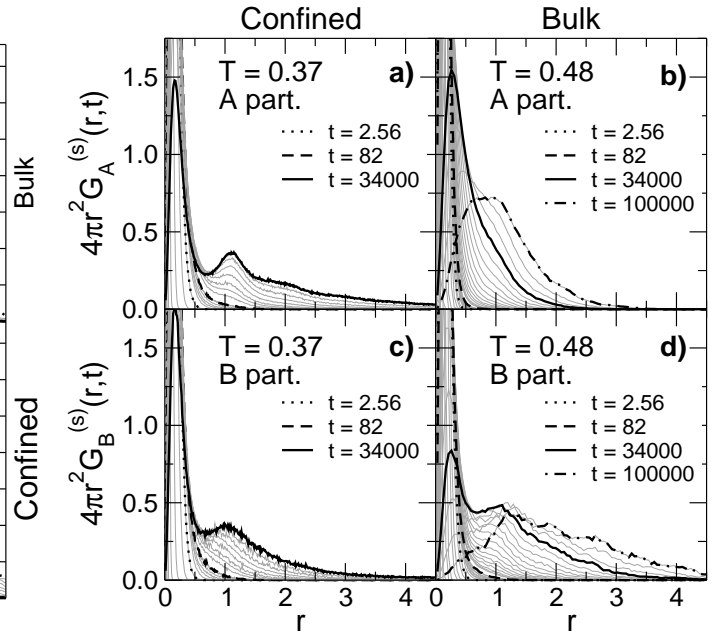 Confined Bulk
Bulk
Confined
4πr²G_A^(s)(r,t)
1.5
1.0
0.5
0.0
T = 0.37 a)
A part.
t = 2.56
t = 82
t = 34000
T = 0.48 b)
A part.
t = 2.56
t = 82
t = 34000
t = 100000
4πr²G_B^(s)(r,t)
1.5
1.0
0.5
0.0
T = 0.37 c)
B part.
t = 2.56
t = 82
t = 34000
T = 0.48 d)
B part.
t = 2.56
t = 82
t = 34000
t = 100000
0 1 2 3 4 0 1 2 3 4
r r